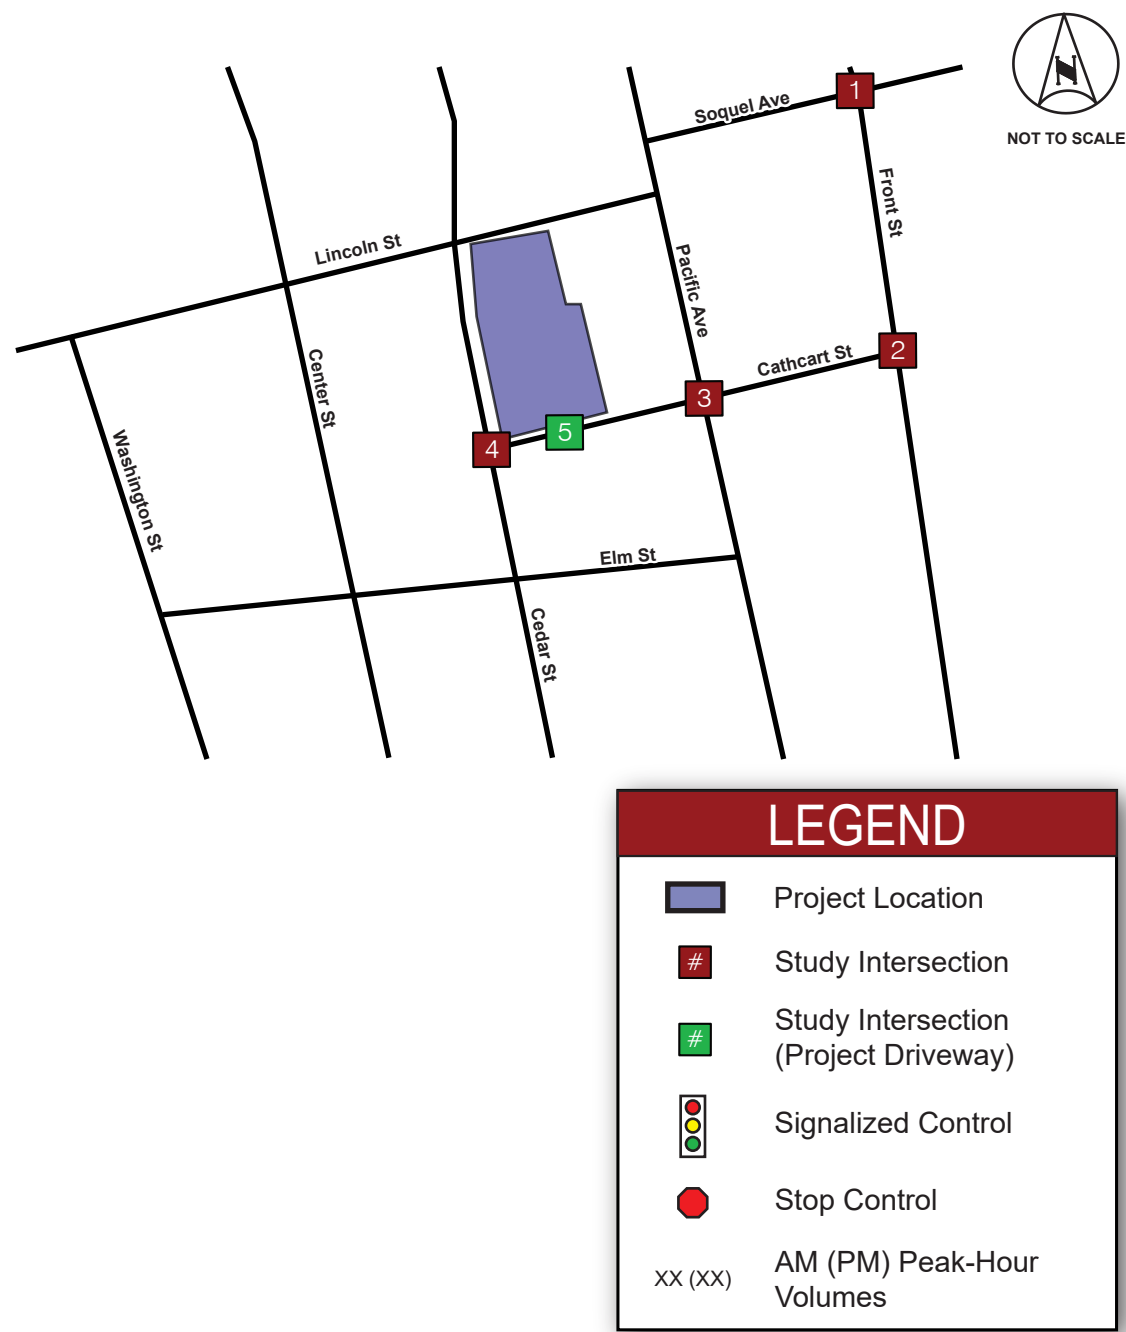 N
NOT TO SCALE
1
Soquel Ave
Front St
Lincoln St
Pacific Ave
2
Cathcart St
Center St
3
5
4
Washington St
Elm St
Cedar St
LEGEND
Project Location
# Study Intersection
# Study Intersection
(Project Driveway)
Signalized Control
Stop Control
XX (XX) AM (PM) Peak-Hour
Volumes